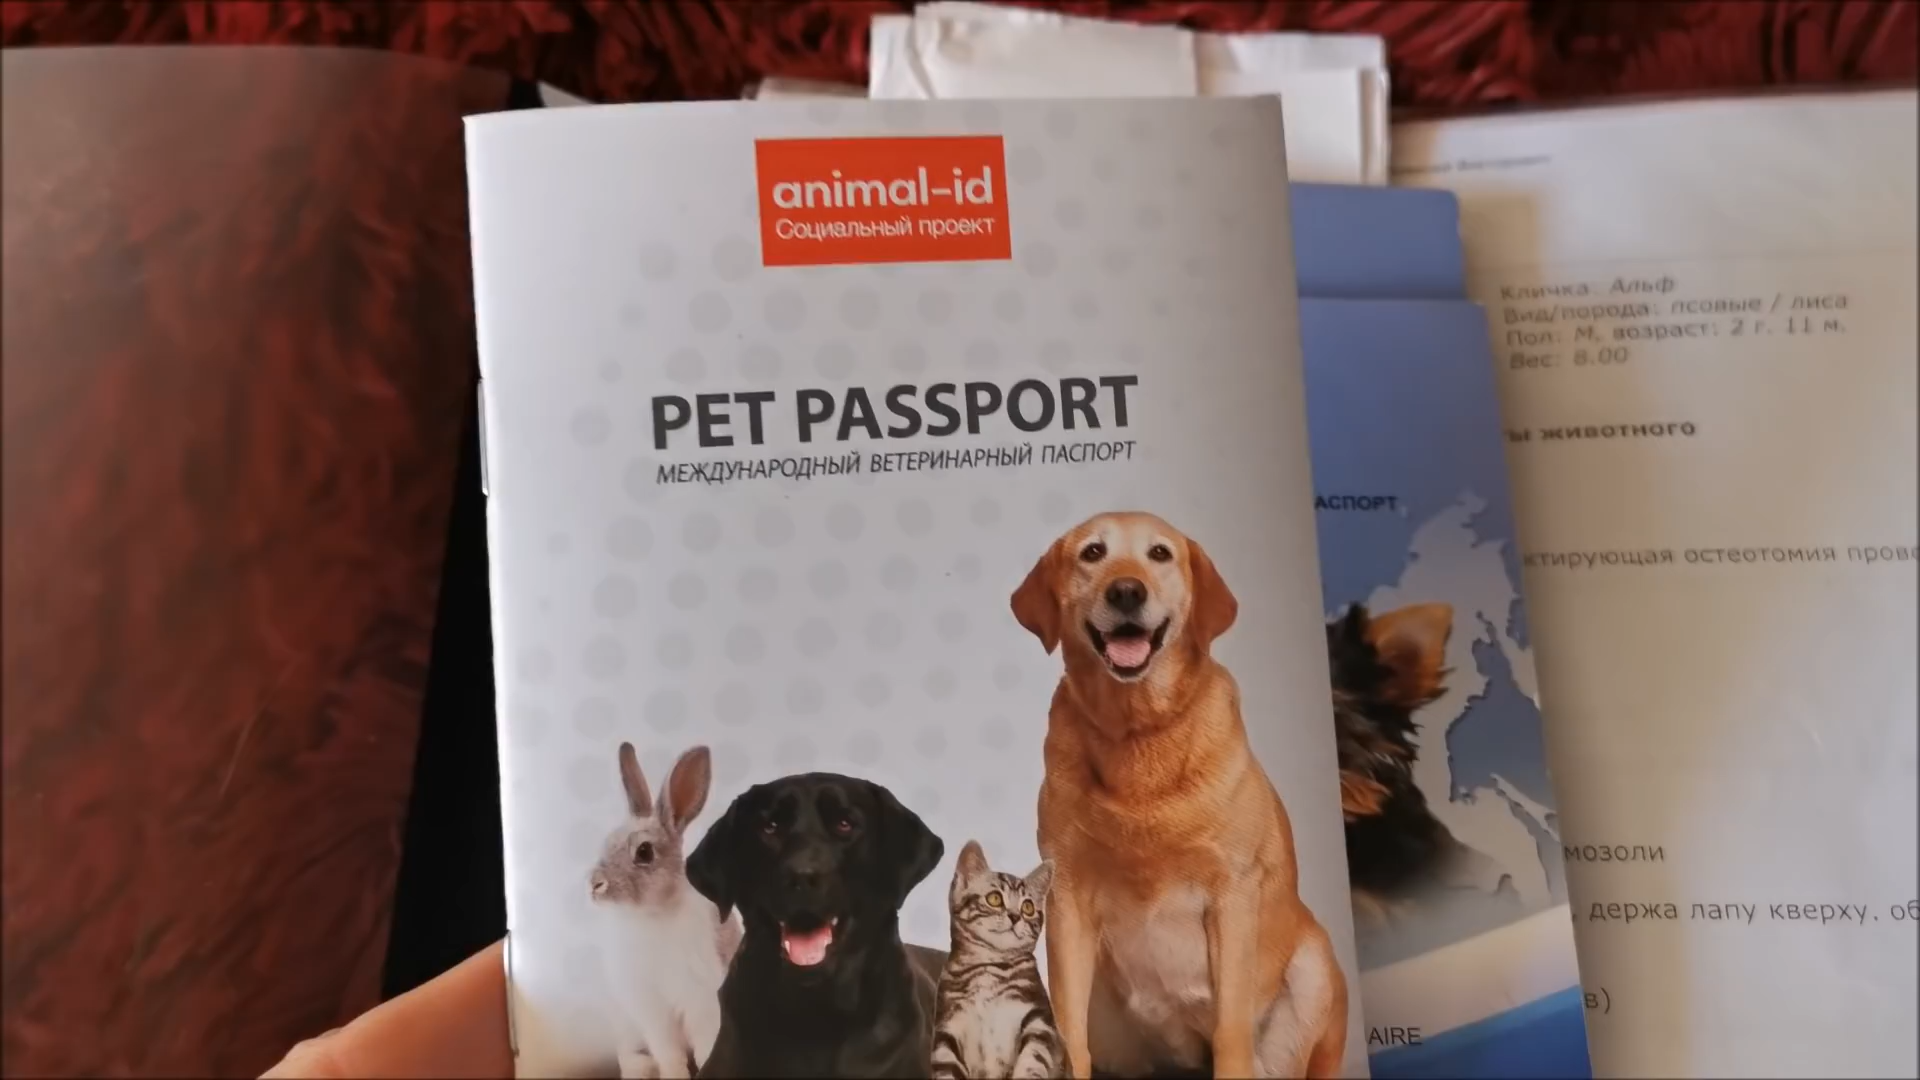 animal-id
Социальный проект
PET PASSPORT
МЕЖДУНАРОДНЫЙ ВЕТЕРИНАРНЫЙ ПАСПОРТ
Кличка. Альф
Вид/порода: псовые / лиса
Пол: М, возраст: 2 г. 11 м.
Вес: 8.00
ы животного
АСПОРТ
ктирующая остеотомия пров
мозоли
, держа лапу кверху, об
в)
AIRE